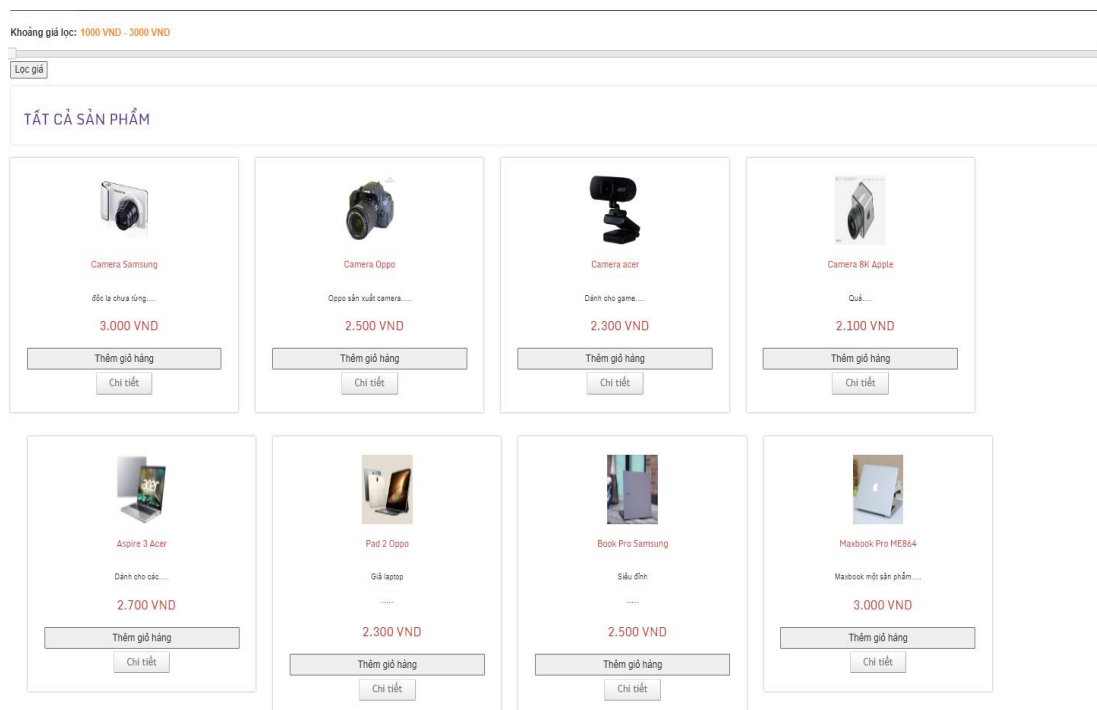 Khoảng giá lọc: 1000 VND - 3000 VND
Lọc giá
TẤT CẢ SẢN PHẨM
Camera Samsung
độc lạ chưa từng.....
3.000 VND
Thêm giỏ hàng
Chi tiết
Camera Oppo
Oppo sản xuất camera.....
2.500 VND
Thêm giỏ hàng
Chi tiết
Camera acer
Dành cho game.....
2.300 VND
Thêm giỏ hàng
Chi tiết
Camera 8K Apple
Quá.....
2.100 VND
Thêm giỏ hàng
Chi tiết
Aspire 3 Acer
Dành cho các.....
2.700 VND
Thêm giỏ hàng
Chi tiết
Pad 2 Oppo
Giả laptop
.....
2.300 VND
Thêm giỏ hàng
Chi tiết
Book Pro Samsung
Siêu đỉnh
.....
2.500 VND
Thêm giỏ hàng
Chi tiết
Maxbook Pro ME864
Maxbook một sản phẩm.....
3.000 VND
Thêm giỏ hàng
Chi tiết